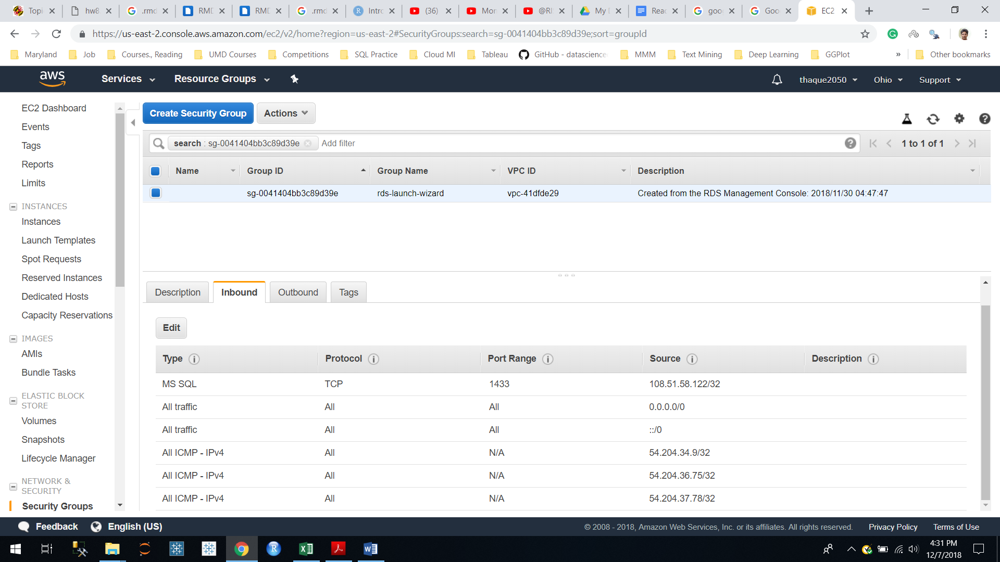 Topi hw8 .rmd RMD RMD .rmd Intro (36) Mon @RI My D Read goog Goo EC2
https://us-east-2.console.aws.amazon.com/ec2/v2/home?region=us-east-2#SecurityGroups:search=sg-0041404bb3c89d39e;sort=groupId
Maryland Job Courses., Reading UMD Courses Competitions SQL Practice Cloud MI Tableau GitHub - datascience MMM Text Mining Deep Learning GGPlot » Other bookmarks
aws Services Resource Groups thaque2050 Ohio Support
EC2 Dashboard
Events
Tags
Reports
Limits
INSTANCES
Instances
Launch Templates
Spot Requests
Reserved Instances
Dedicated Hosts
Capacity Reservations
IMAGES
AMIs
Bundle Tasks
ELASTIC BLOCK
STORE
Volumes
Snapshots
Lifecycle Manager
NETWORK &
SECURITY
Security Groups
Create Security Group Actions
search : sg-0041404bb3c89d39e Add filter 1 to 1 of 1
Name Group ID Group Name VPC ID Description
sg-0041404bb3c89d39e rds-launch-wizard vpc-41dfde29 Created from the RDS Management Console: 2018/11/30 04:47:47
Description Inbound Outbound Tags
Edit
Type Protocol Port Range Source Description
MS SQL TCP 1433 108.51.58.122/32
All traffic All All 0.0.0.0/0
All traffic All All ::/0
All ICMP - IPv4 All N/A 54.204.34.9/32
All ICMP - IPv4 All N/A 54.204.36.75/32
All ICMP - IPv4 All N/A 54.204.37.78/32
Feedback English (US) © 2008 - 2018, Amazon Web Services, Inc. or its affiliates. All rights reserved. Privacy Policy Terms of Use
4:31 PM
12/7/2018